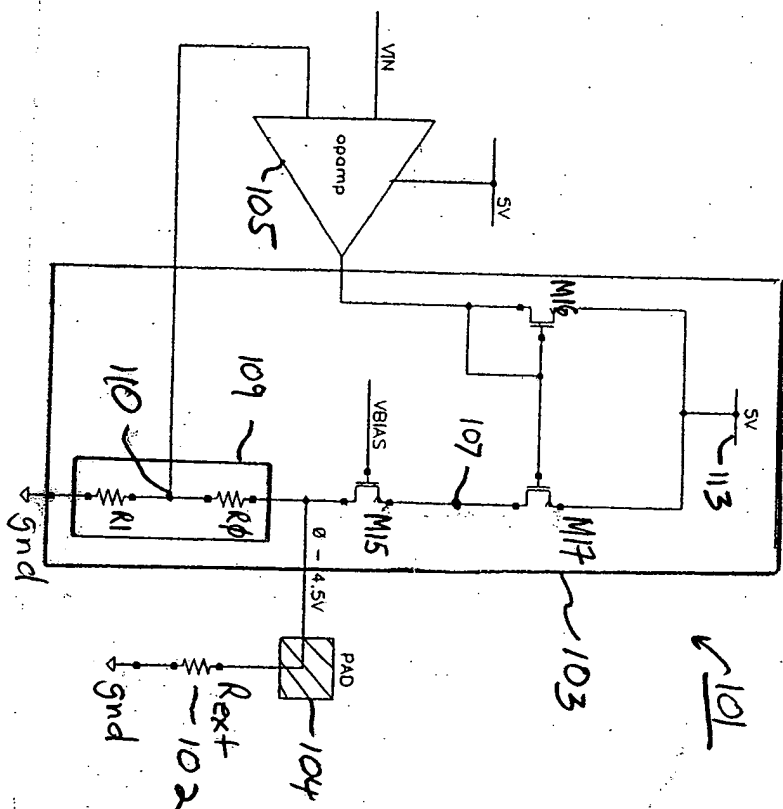 VIN
opamp
105
5V
M16
5V
113
M17
107
VBIAS
M15
109
110
RΦ
R1
gnd
0 - 4.5V
PAD
104
Rext
102
gnd
103
101